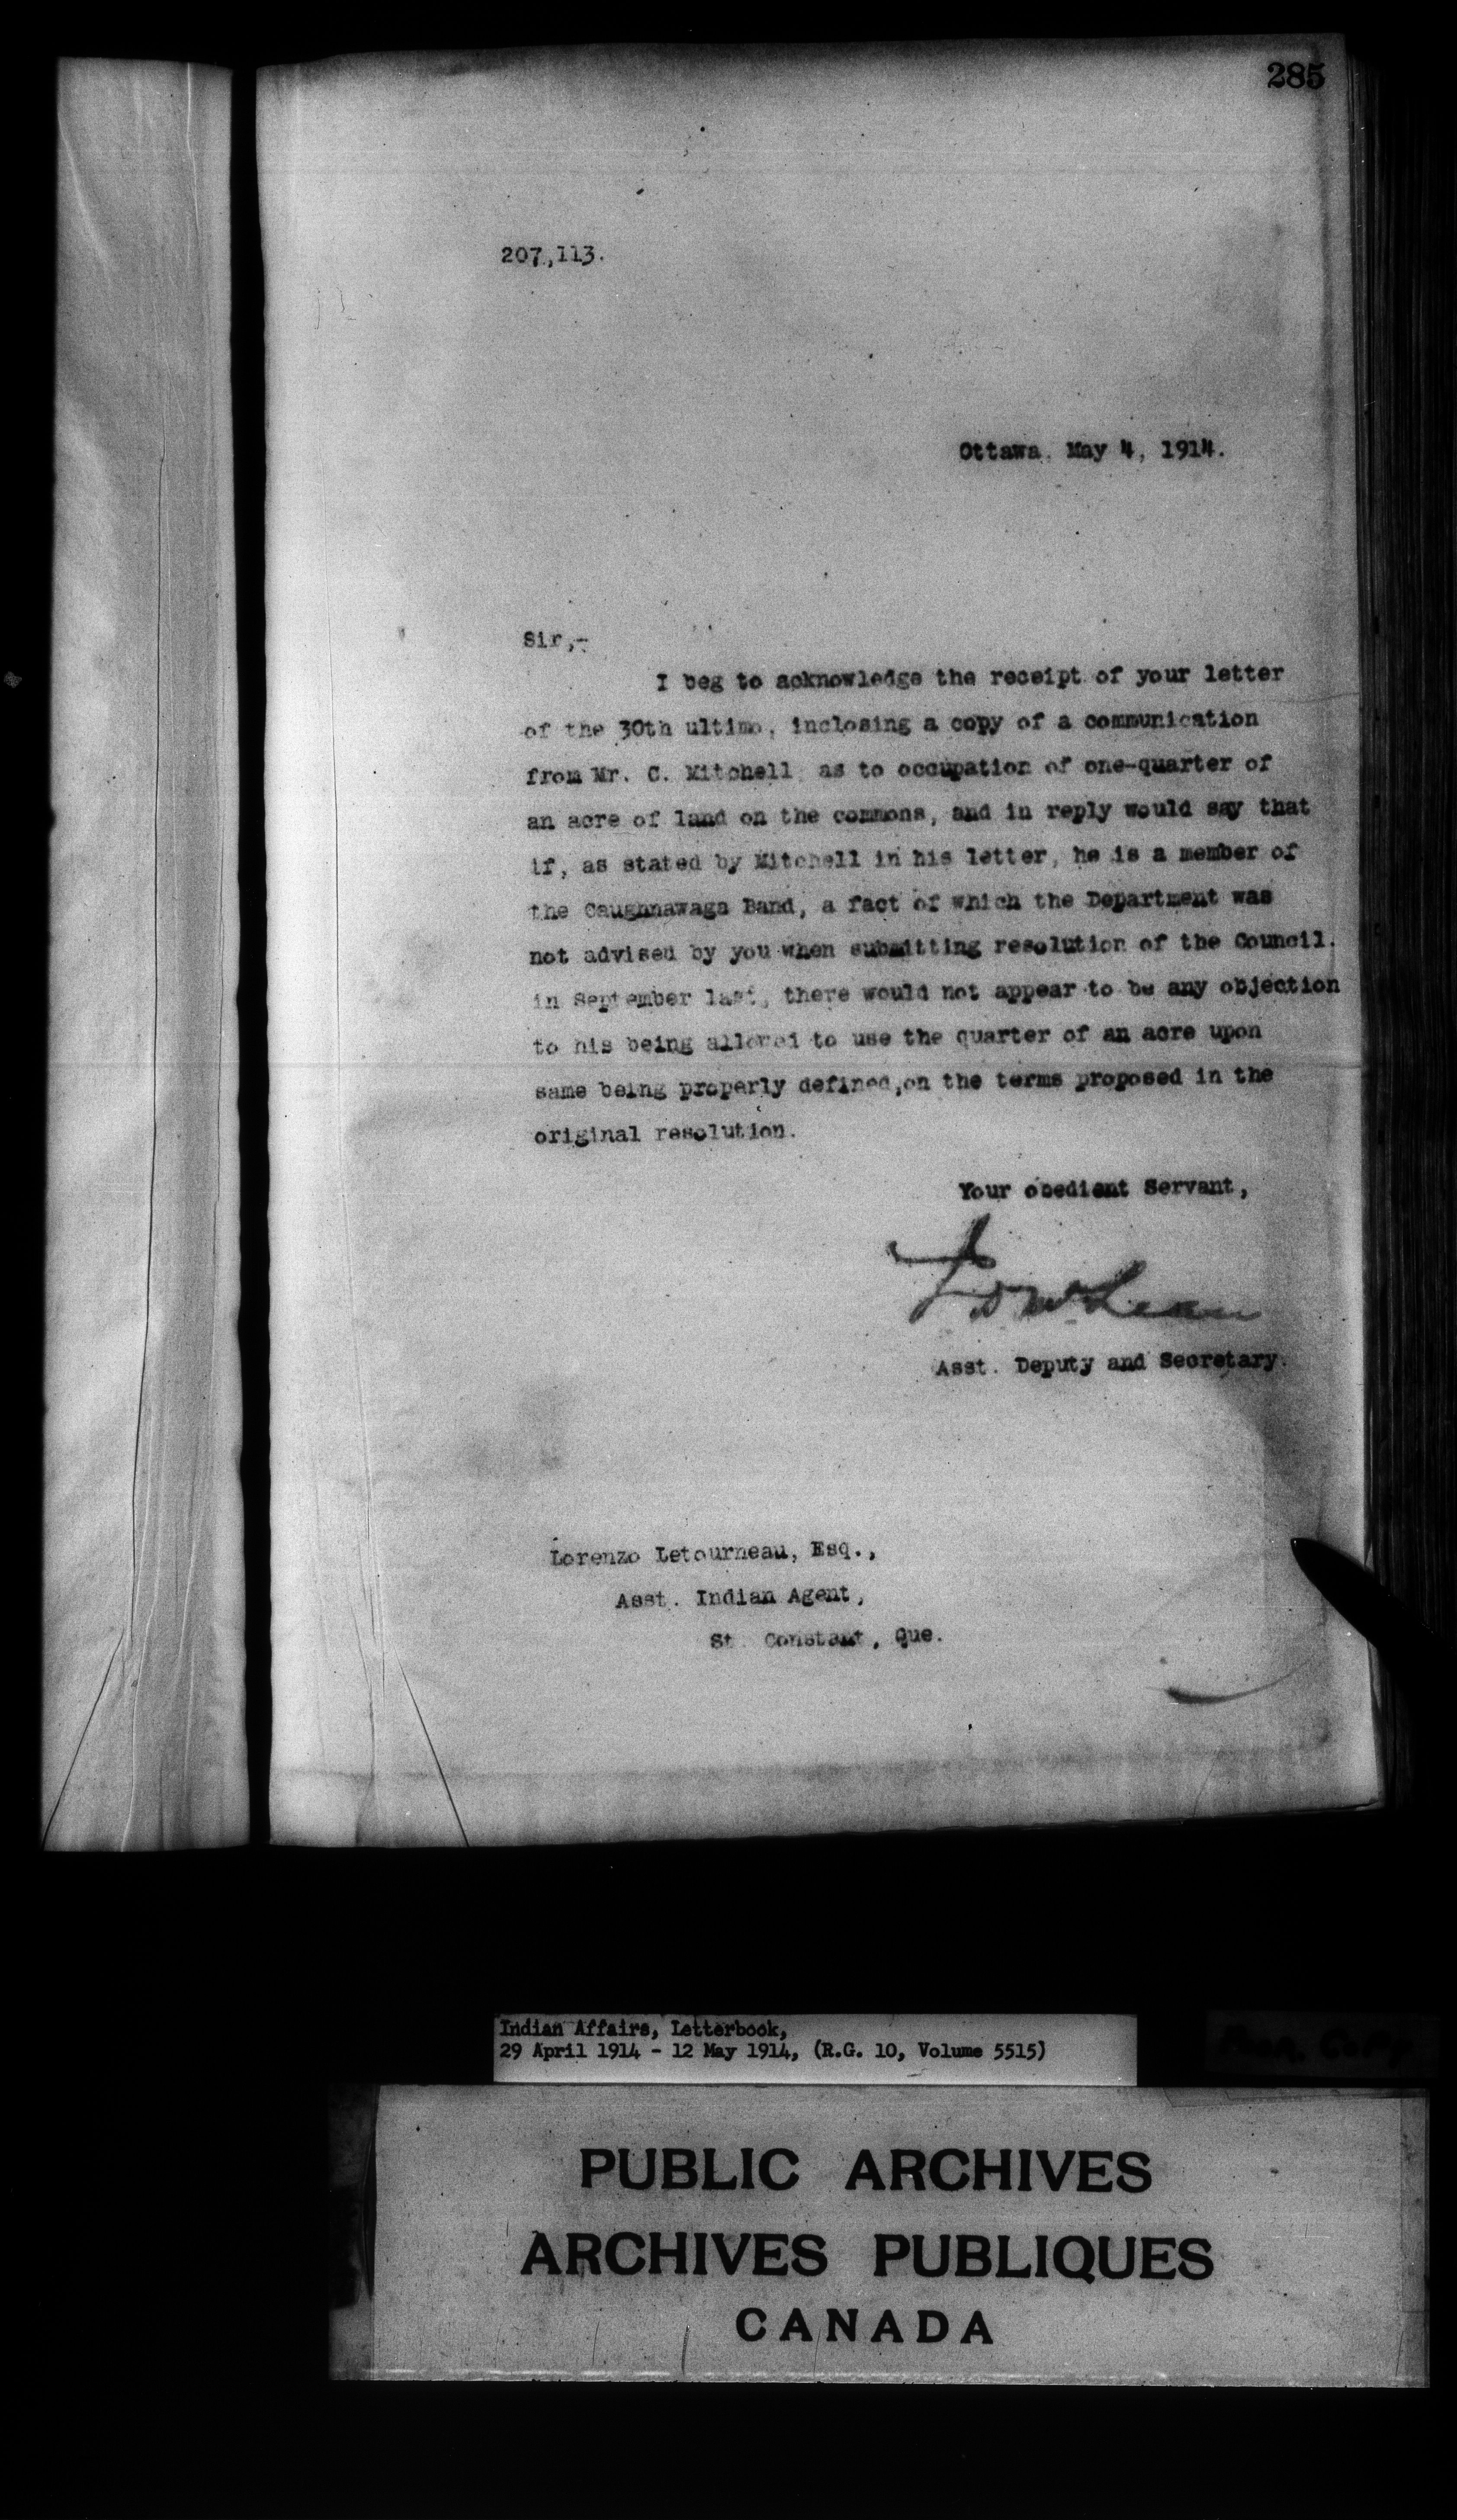 285
207,113.
Ottawa, May 4, 1914.
Sir,-
I beg to acknowledge the receipt of your letter
of the 30th ultimo, inclosing a copy of a communication
from Mr. C. Mitchell, as to occupation of one-quarter of
an acre of land on the commons, and in reply would say that
if, as stated by Mitchell in his letter, he is a member of
the Caughnawaga Band, a fact of which the Department was
not advised by you when submitting resolution of the Council.
in September last, there would not appear to be any objection
to his being allowed to use the quarter of an acre upon
same being properly defined,on the terms proposed in the
original resolution.
Your obedient Servant,
J D McLean
Asst. Deputy and Secretary.
Lorenzo Letourneau, Esq.,
Asst. Indian Agent,
St. Constant, Que.
Indian Affairs, Letterbook,
29 April 1914 - 12 May 1914, (R.G. 10, Volume 5515)
PUBLIC ARCHIVES
ARCHIVES PUBLIQUES
CANADA